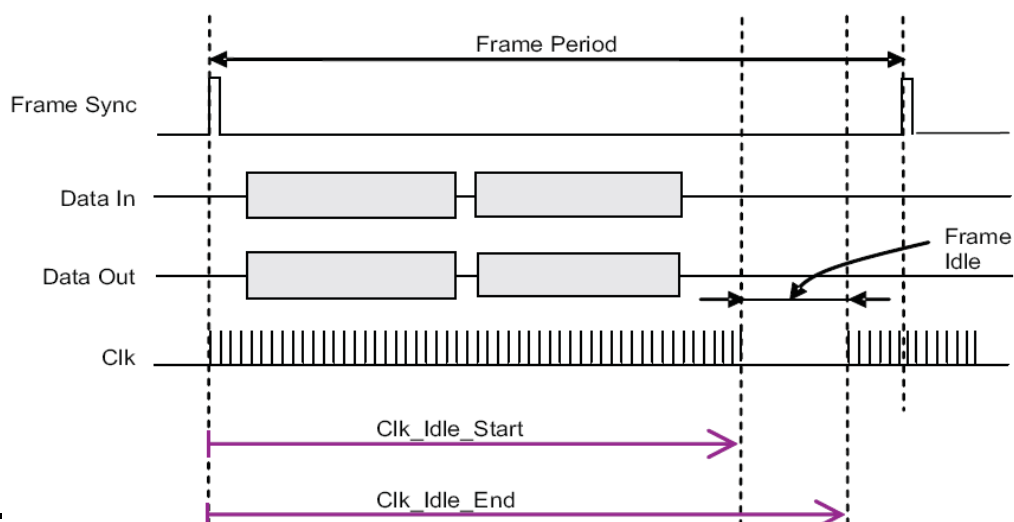 Frame Period
Frame Sync
Data In
Data Out
Frame
Idle
Clk
Clk_Idle_Start
Clk_Idle_End